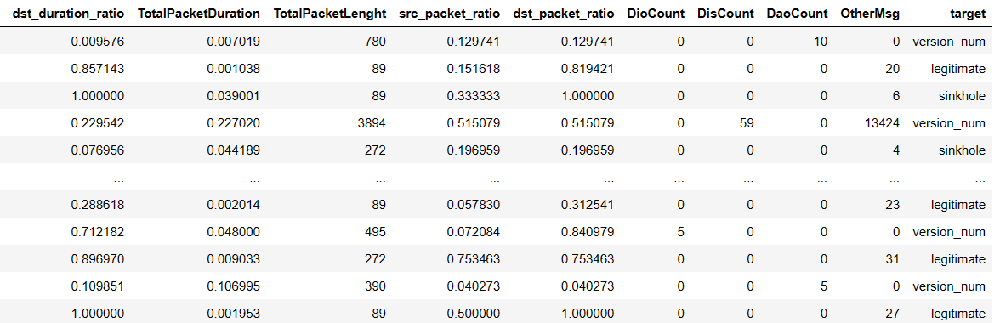 dst_duration_ratio TotalPacketDuration TotalPacketLenght src_packet_ratio dst_packet_ratio DioCount DisCount DaoCount OtherMsg target
0.009576 0.007019 780 0.129741 0.129741 0 0 10 0 version_num
0.857143 0.001038 89 0.151618 0.819421 0 0 0 20 legitimate
1.000000 0.039001 89 0.333333 1.000000 0 0 0 6 sinkhole
0.229542 0.227020 3894 0.515079 0.515079 0 59 0 13424 version_num
0.076956 0.044189 272 0.196959 0.196959 0 0 0 4 sinkhole
... ... ... ... ... ... ... ... ... ...
0.288618 0.002014 89 0.057830 0.312541 0 0 0 23 legitimate
0.712182 0.048000 495 0.072084 0.840979 5 0 0 0 version_num
0.896970 0.009033 272 0.753463 0.753463 0 0 0 31 legitimate
0.109851 0.106995 390 0.040273 0.040273 0 0 5 0 version_num
1.000000 0.001953 89 0.500000 1.000000 0 0 0 27 legitimate